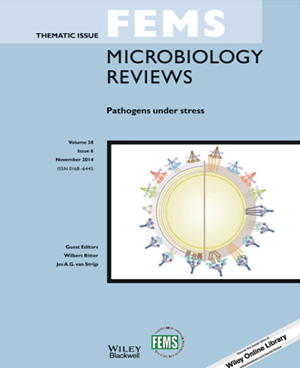 THEMATIC ISSUE
FEMS
MICROBIOLOGY
REVIEWS
Pathogens under stress
Volume 38
Issue 6
November 2014
ISSN 0168-6445
Guest Editors
Wilbert Bitter
Jos A.G. van Strijp
Wiley Online Library
WILEY
Blackwell
FEMS